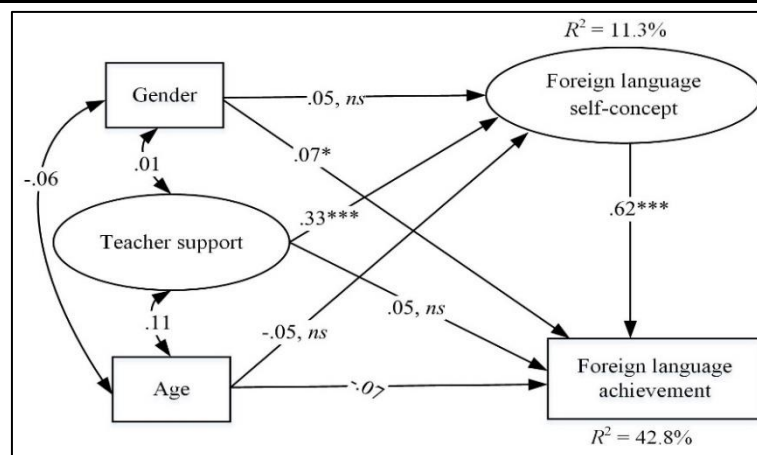 R² = 11.3%
Gender
.05, ns
Foreign language
self-concept
.07*
.01
-.06
.33***
.62***
Teacher support
.05, ns
.11
-.05, ns
Age
-.07
Foreign language
achievement
R² = 42.8%